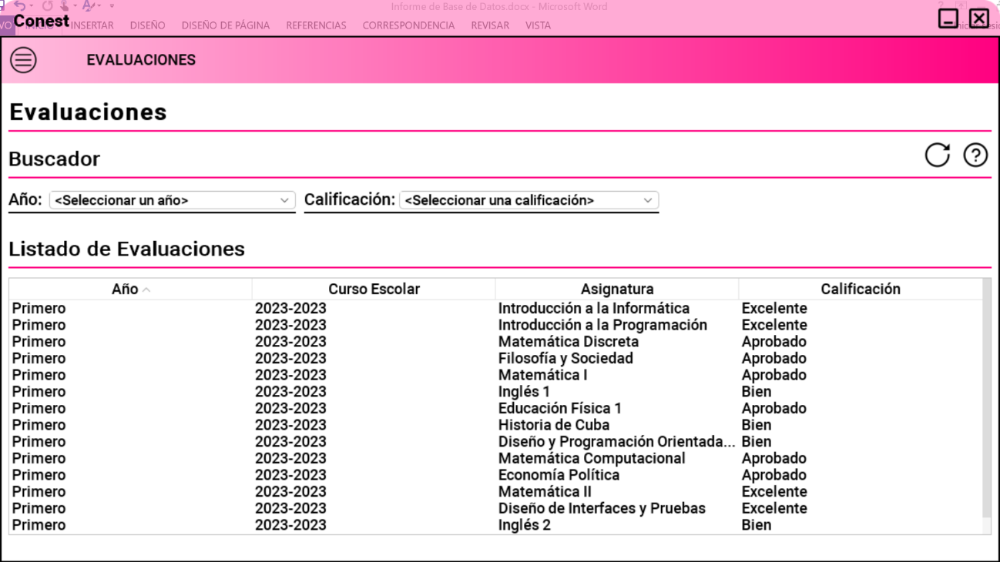 Informe de Base de Datos.docx - Microsoft Word
Conest
INICIO INSERTAR DISEÑO DISEÑO DE PÁGINA REFERENCIAS CORRESPONDENCIA REVISAR VISTA
EVALUACIONES
Evaluaciones
Buscador
Año: <Seleccionar un año> Calificación: <Seleccionar una calificación>
Listado de Evaluaciones
Año Curso Escolar Asignatura Calificación
Primero 2023-2023 Introducción a la Informática Excelente
Primero 2023-2023 Introducción a la Programación Excelente
Primero 2023-2023 Matemática Discreta Aprobado
Primero 2023-2023 Filosofía y Sociedad Aprobado
Primero 2023-2023 Matemática I Aprobado
Primero 2023-2023 Inglés 1 Bien
Primero 2023-2023 Educación Física 1 Aprobado
Primero 2023-2023 Historia de Cuba Bien
Primero 2023-2023 Diseño y Programación Orientada... Bien
Primero 2023-2023 Matemática Computacional Aprobado
Primero 2023-2023 Economía Política Aprobado
Primero 2023-2023 Matemática II Excelente
Primero 2023-2023 Diseño de Interfaces y Pruebas Excelente
Primero 2023-2023 Inglés 2 Bien